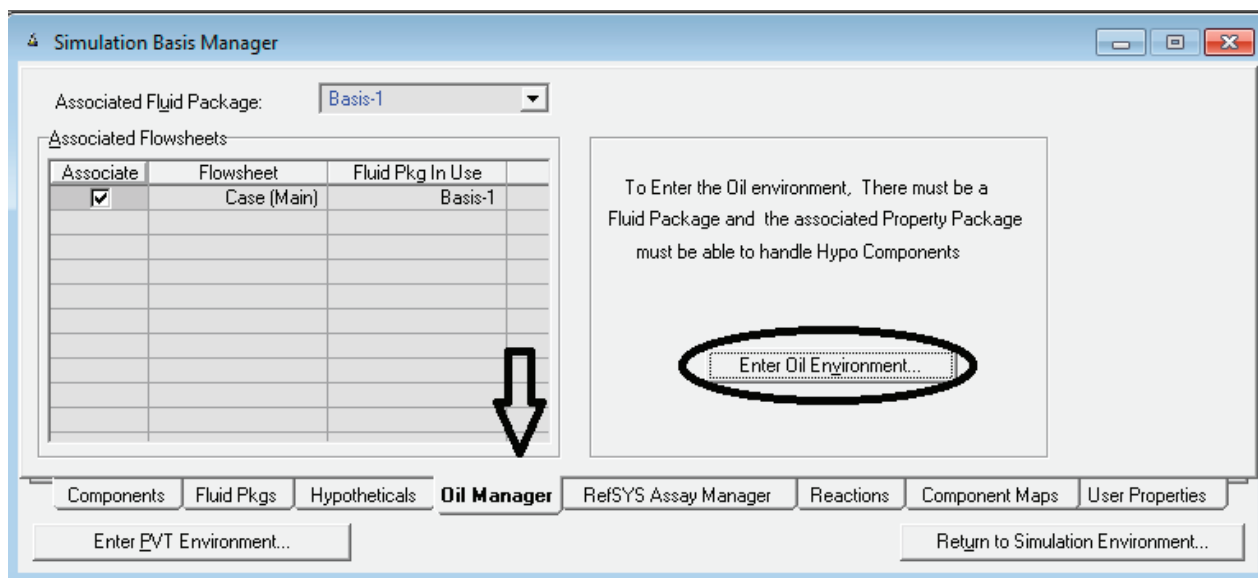 Simulation Basis Manager
Associated Fluid Package: Basis-1
Associated Flowsheets
Associate Flowsheet Fluid Pkg In Use
Case (Main) Basis-1
To Enter the Oil environment, There must be a
Fluid Package and the associated Property Package
must be able to handle Hypo Components
Enter Oil Environment...
Components Fluid Pkgs Hypotheticals Oil Manager RefSYS Assay Manager Reactions Component Maps User Properties
Enter PVT Environment... Return to Simulation Environment...